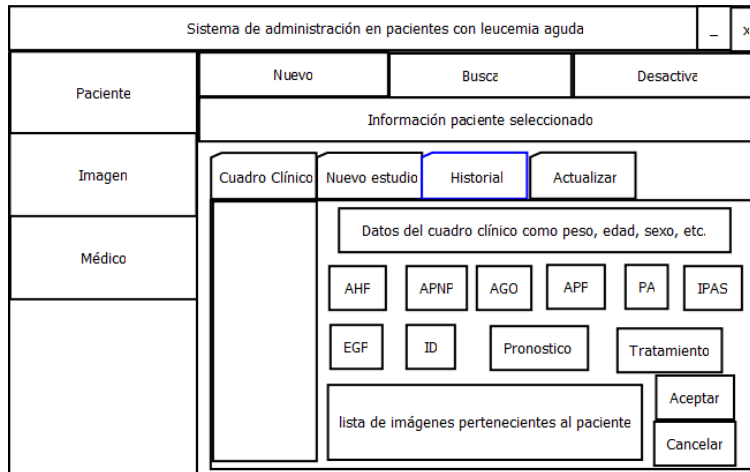 Sistema de administración en pacientes con leucemia aguda
_
x
Paciente
Nuevo
Busca
Desactiva
Información paciente seleccionado
Imagen
Cuadro Clínico
Nuevo estudio
Historial
Actualizar
Médico
Datos del cuadro clínico como peso, edad, sexo, etc.
AHF
APNF
AGO
APF
PA
IPAS
EGF
ID
Pronostico
Tratamiento
lista de imágenes pertenecientes al paciente
Aceptar
Cancelar